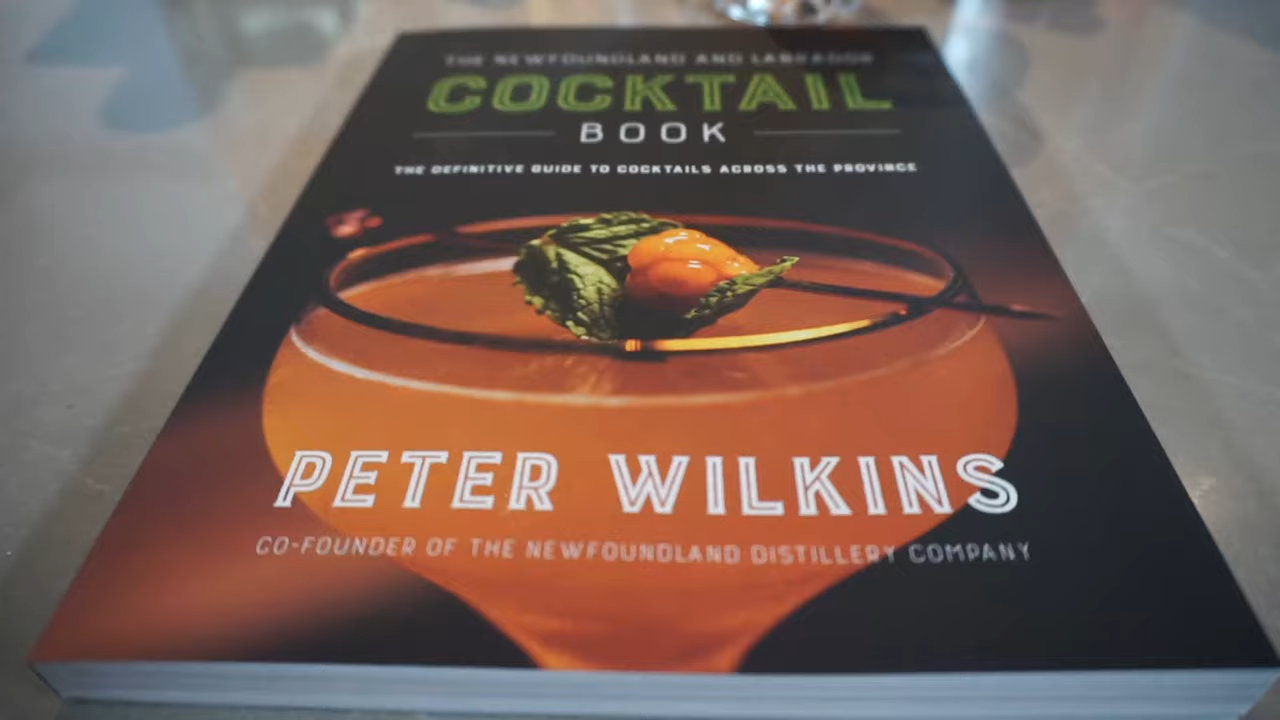 THE NEWFOUNDLAND AND LABRADOR
COCKTAIL
BOOK
THE DEFINITIVE GUIDE TO COCKTAILS ACROSS THE PROVINCE
PETER WILKINS
CO-FOUNDER OF THE NEWFOUNDLAND DISTILLERY COMPANY